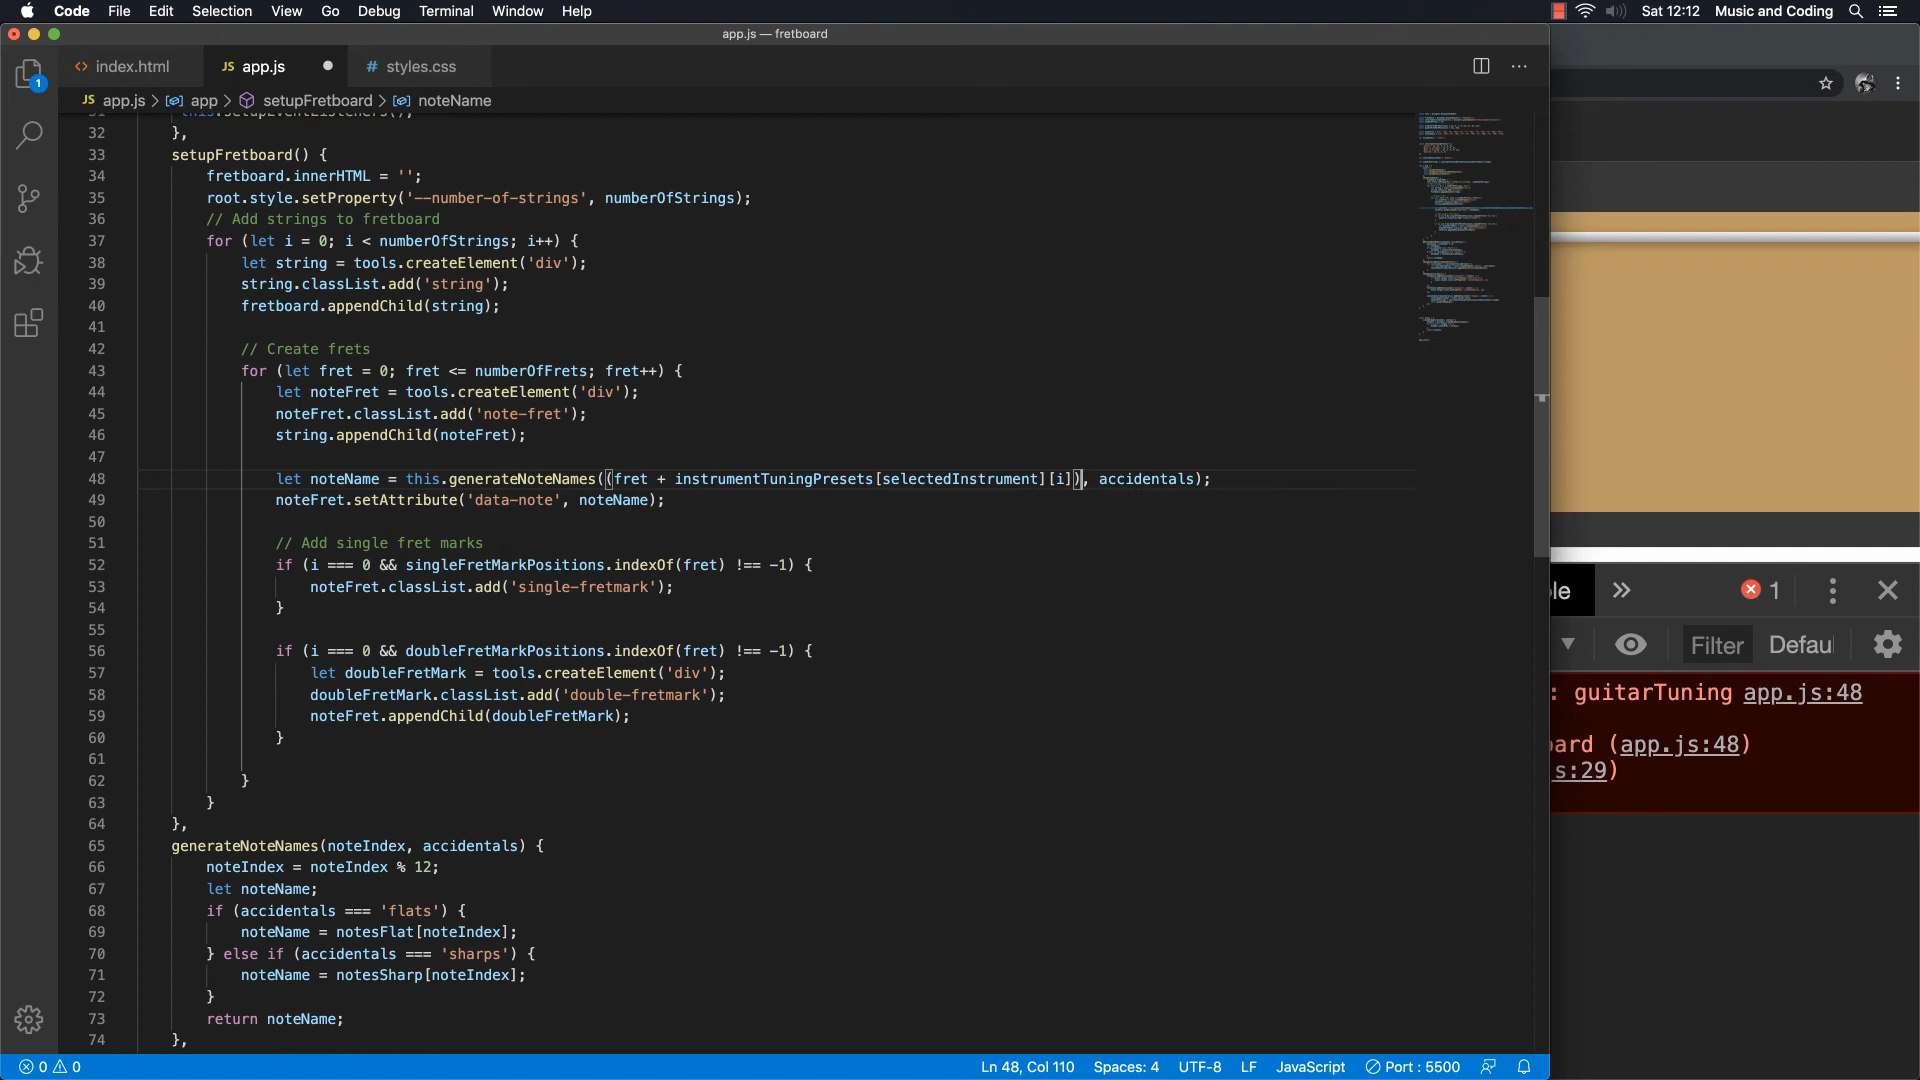 Code File Edit Selection View Go Debug Terminal Window Help Sat 12:12 Music and Coding
app.js — fretboard
index.html JS app.js # styles.css
JS app.js > app > setupFretboard > noteName
32 },
33 setupFretboard() {
34 fretboard.innerHTML = '';
35 root.style.setProperty('--number-of-strings', numberOfStrings);
36 // Add strings to fretboard
37 for (let i = 0; i < numberOfStrings; i++) {
38 let string = tools.createElement('div');
39 string.classList.add('string');
40 fretboard.appendChild(string);
41
42 // Create frets
43 for (let fret = 0; fret <= numberOfFrets; fret++) {
44 let noteFret = tools.createElement('div');
45 noteFret.classList.add('note-fret');
46 string.appendChild(noteFret);
47
48 let noteName = this.generateNoteNames((fret + instrumentTuningPresets[selectedInstrument][i]), accidentals);
49 noteFret.setAttribute('data-note', noteName);
50
51 // Add single fret marks
52 if (i === 0 && singleFretMarkPositions.indexOf(fret) !== -1) {
53 noteFret.classList.add('single-fretmark');
54 }
55
56 if (i === 0 && doubleFretMarkPositions.indexOf(fret) !== -1) {
57 let doubleFretMark = tools.createElement('div');
58 doubleFretMark.classList.add('double-fretmark');
59 noteFret.appendChild(doubleFretMark);
60 }
61
62 }
63 }
64 },
65 generateNoteNames(noteIndex, accidentals) {
66 noteIndex = noteIndex % 12;
67 let noteName;
68 if (accidentals === 'flats') {
69 noteName = notesFlat[noteIndex];
70 } else if (accidentals === 'sharps') {
71 noteName = notesSharp[noteIndex];
72 }
73 return noteName;
74 },
1
le » 1
Filter Defau
: guitarTuning app.js:48
ard (app.js:48)
s:29)
0 0 Ln 48, Col 110 Spaces: 4 UTF-8 LF JavaScript Port : 5500